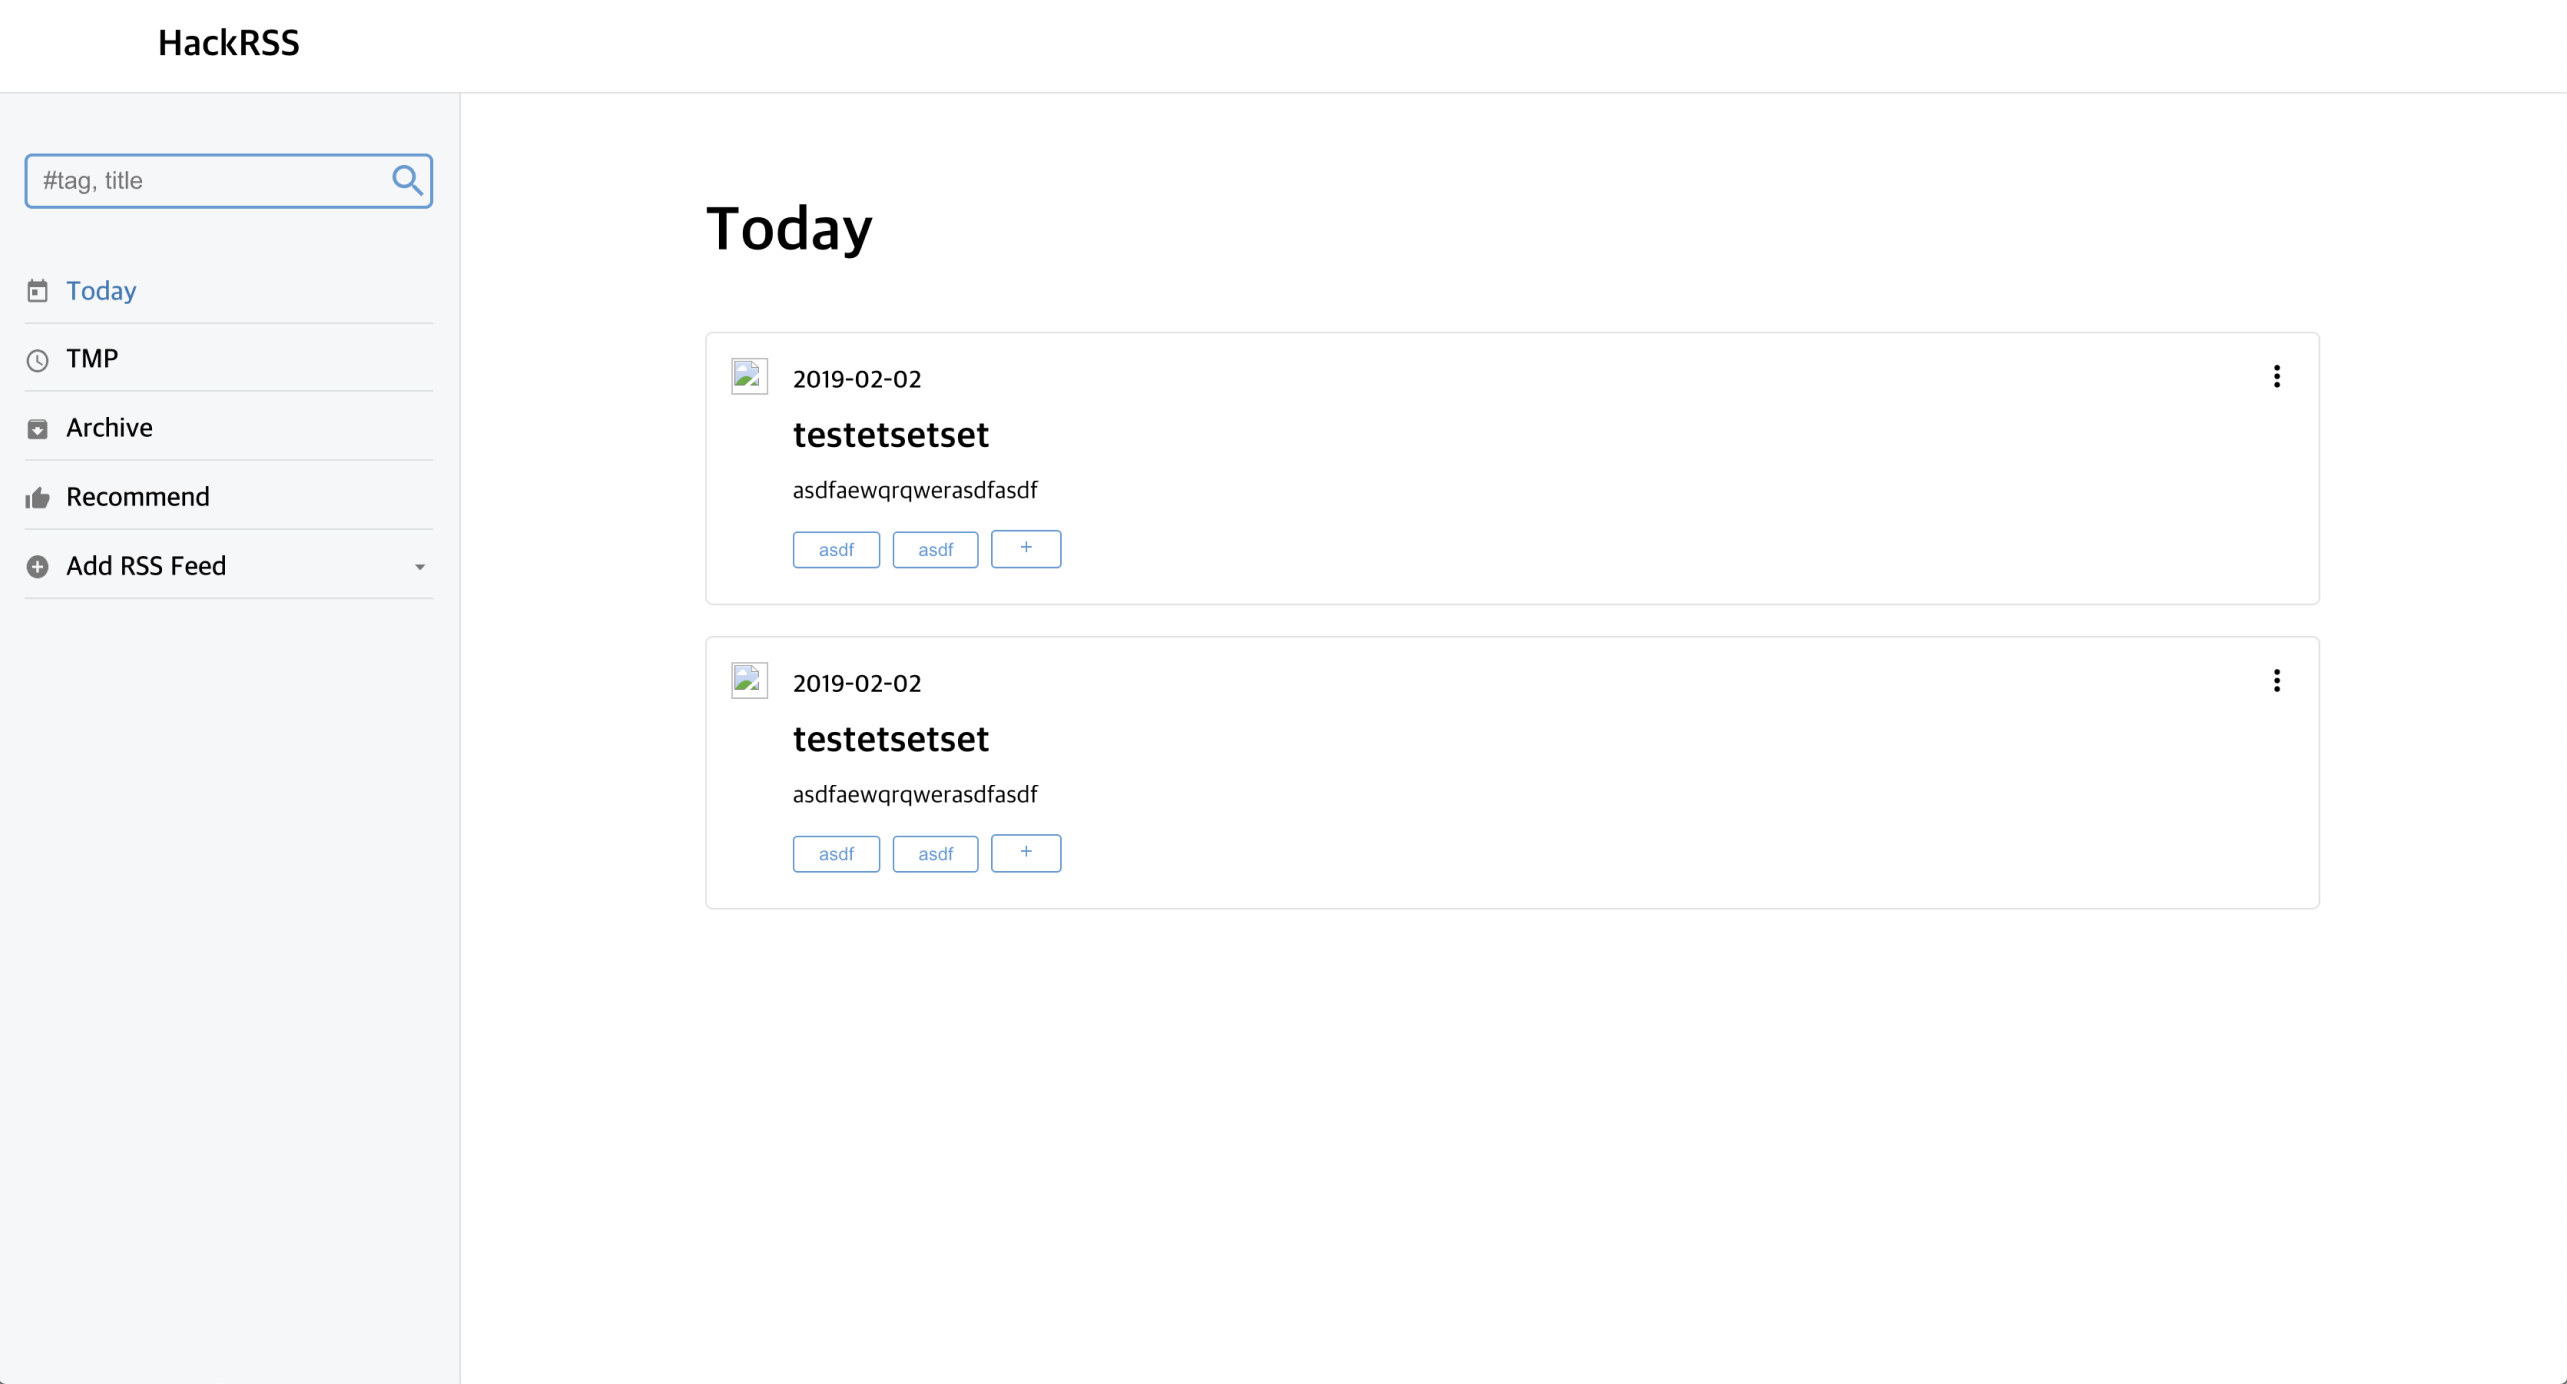 HackRSS
#tag, title
Today
TMP
Archive
Recommend
Add RSS Feed
Today
2019-02-02
testetsetset
asdfaewqrqwerasdfasdf
asdf asdf +
2019-02-02
testetsetset
asdfaewqrqwerasdfasdf
asdf asdf +